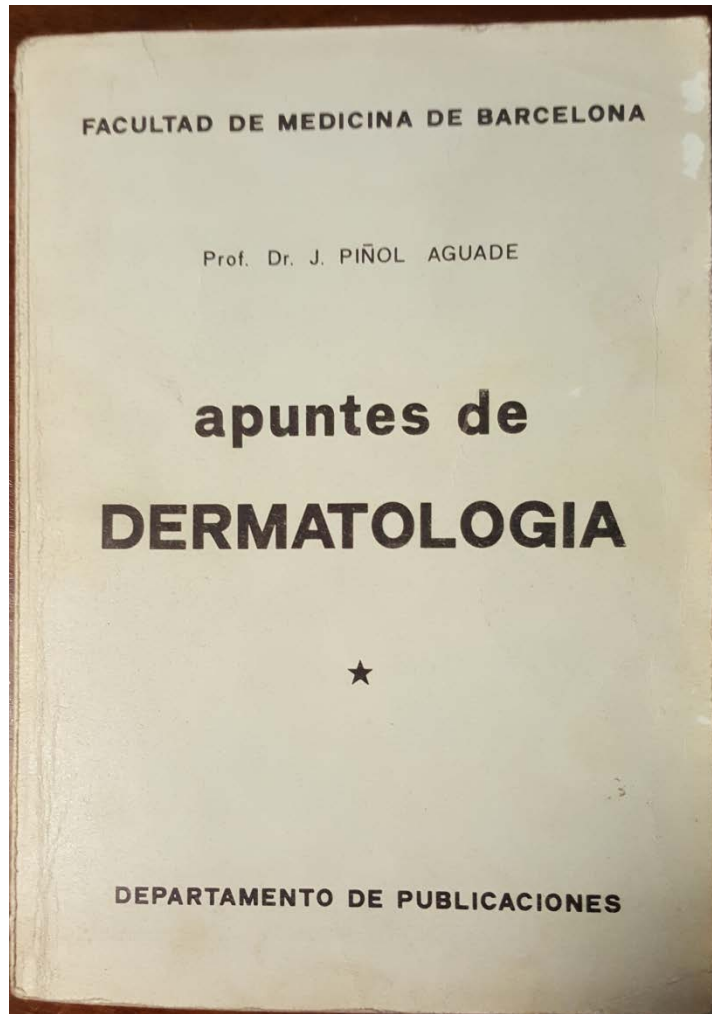 FACULTAD DE MEDICINA DE BARCELONA
Prof. Dr. J. PIÑOL AGUADE
apuntes de
DERMATOLOGIA
DEPARTAMENTO DE PUBLICACIONES